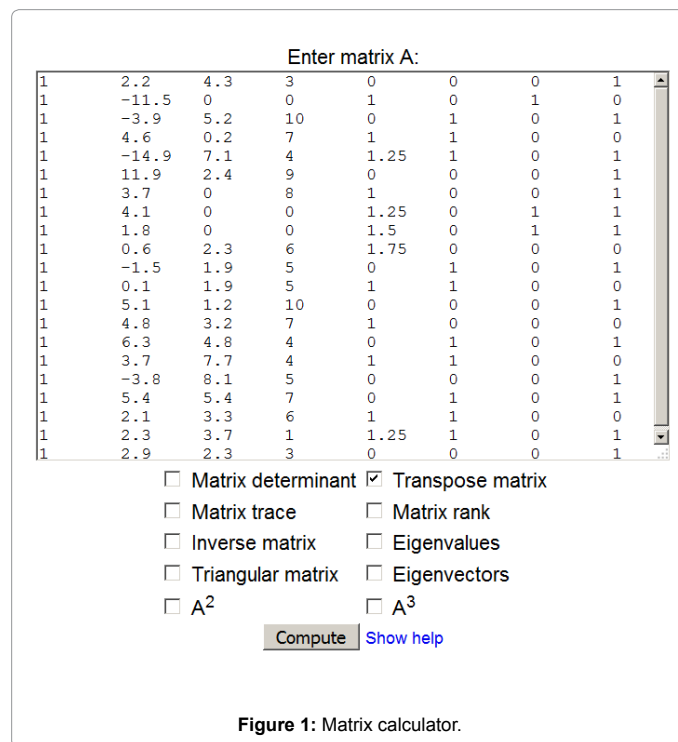 Enter matrix A:
1 2.2 4.3 3 0 0 0 1
1 -11.5 0 0 1 0 1 0
1 -3.9 5.2 10 0 1 0 1
1 4.6 0.2 7 1 1 0 0
1 -14.9 7.1 4 1.25 1 0 1
1 11.9 2.4 9 0 0 0 1
1 3.7 0 8 1 0 0 1
1 4.1 0 0 1.25 0 1 1
1 1.8 0 0 1.5 0 1 1
1 0.6 2.3 6 1.75 0 0 0
1 -1.5 1.9 5 0 1 0 1
1 0.1 1.9 5 1 1 0 0
1 5.1 1.2 10 0 0 0 1
1 4.8 3.2 7 1 0 0 0
1 6.3 4.8 4 0 1 0 1
1 3.7 7.7 4 1 1 0 0
1 -3.8 8.1 5 0 0 0 1
1 5.4 5.4 7 0 1 0 1
1 2.1 3.3 6 1 1 0 0
1 2.3 3.7 1 1.25 1 0 1
1 2.9 2.3 3 0 0 0 1
Matrix determinant Transpose matrix
Matrix trace Matrix rank
Inverse matrix Eigenvalues
Triangular matrix Eigenvectors
A² A³
Compute Show help
Figure 1: Matrix calculator.